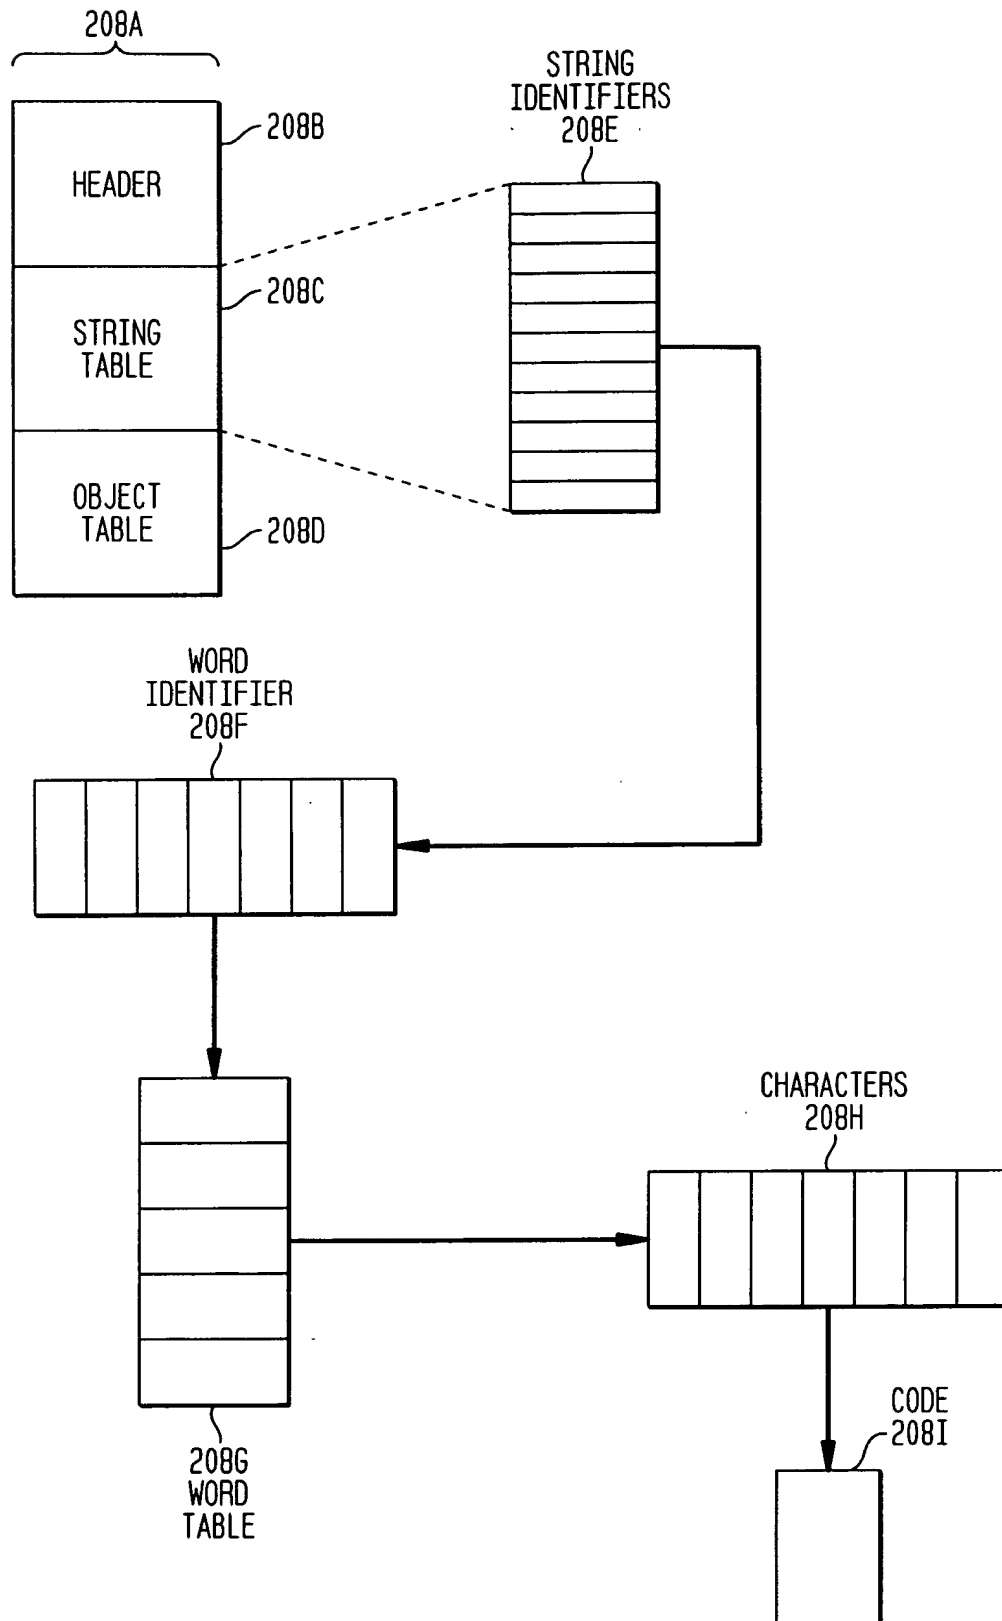 208A
STRING
IDENTIFIERS
208E
208B
HEADER
208C
STRING
TABLE
OBJECT
TABLE
208D
WORD
IDENTIFIER
208F
CHARACTERS
208H
CODE
208I
208G
WORD
TABLE